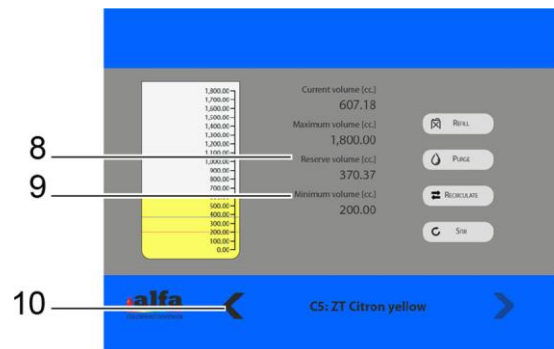 1,800.00
1,700.00
1,600.00
1,500.00
1,400.00
1,300.00
1,200.00
1,100.00
1,000.00
900.00
800.00
700.00
500.00
400.00
300.00
200.00
100.00
0.00
Current volume [cc.]
607.18
Maximum volume [cc.]
1,800.00
Reserve volume [cc.]
370.37
Minimum volume [cc.]
200.00
REFILL
PURGE
RECIRCULATE
STIR
8
9
10
alfa
C5: ZT Citron yellow